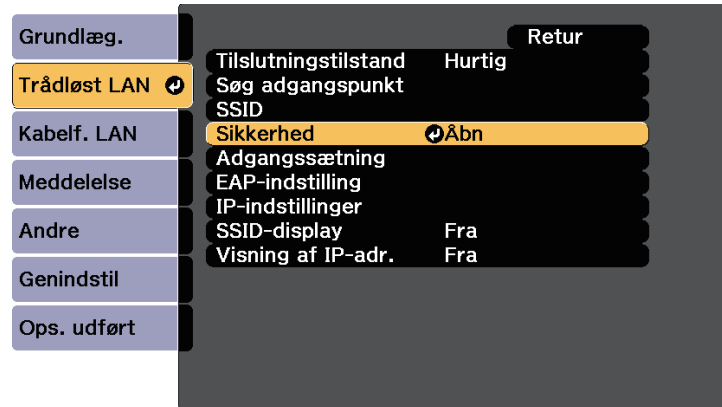 Grundlæg.
Trådløst LAN
Kabelf. LAN
Meddelelse
Andre
Genindstil
Ops. udført
Retur
Tilslutningstilstand Hurtig
Søg adgangspunkt
SSID
Sikkerhed Åbn
Adgangssætning
EAP-indstilling
IP-indstillinger
SSID-display Fra
Visning af IP-adr. Fra